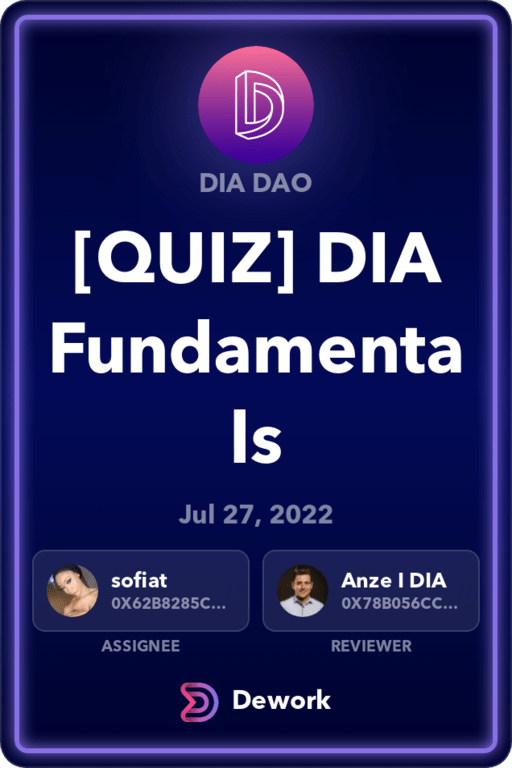 DIA DAO
[QUIZ] DIA
Fundamenta
ls
Jul 27, 2022
sofiat
0X62B8285C...
ASSIGNEE
Anze I DIA
0X78B056CC...
REVIEWER
Dework